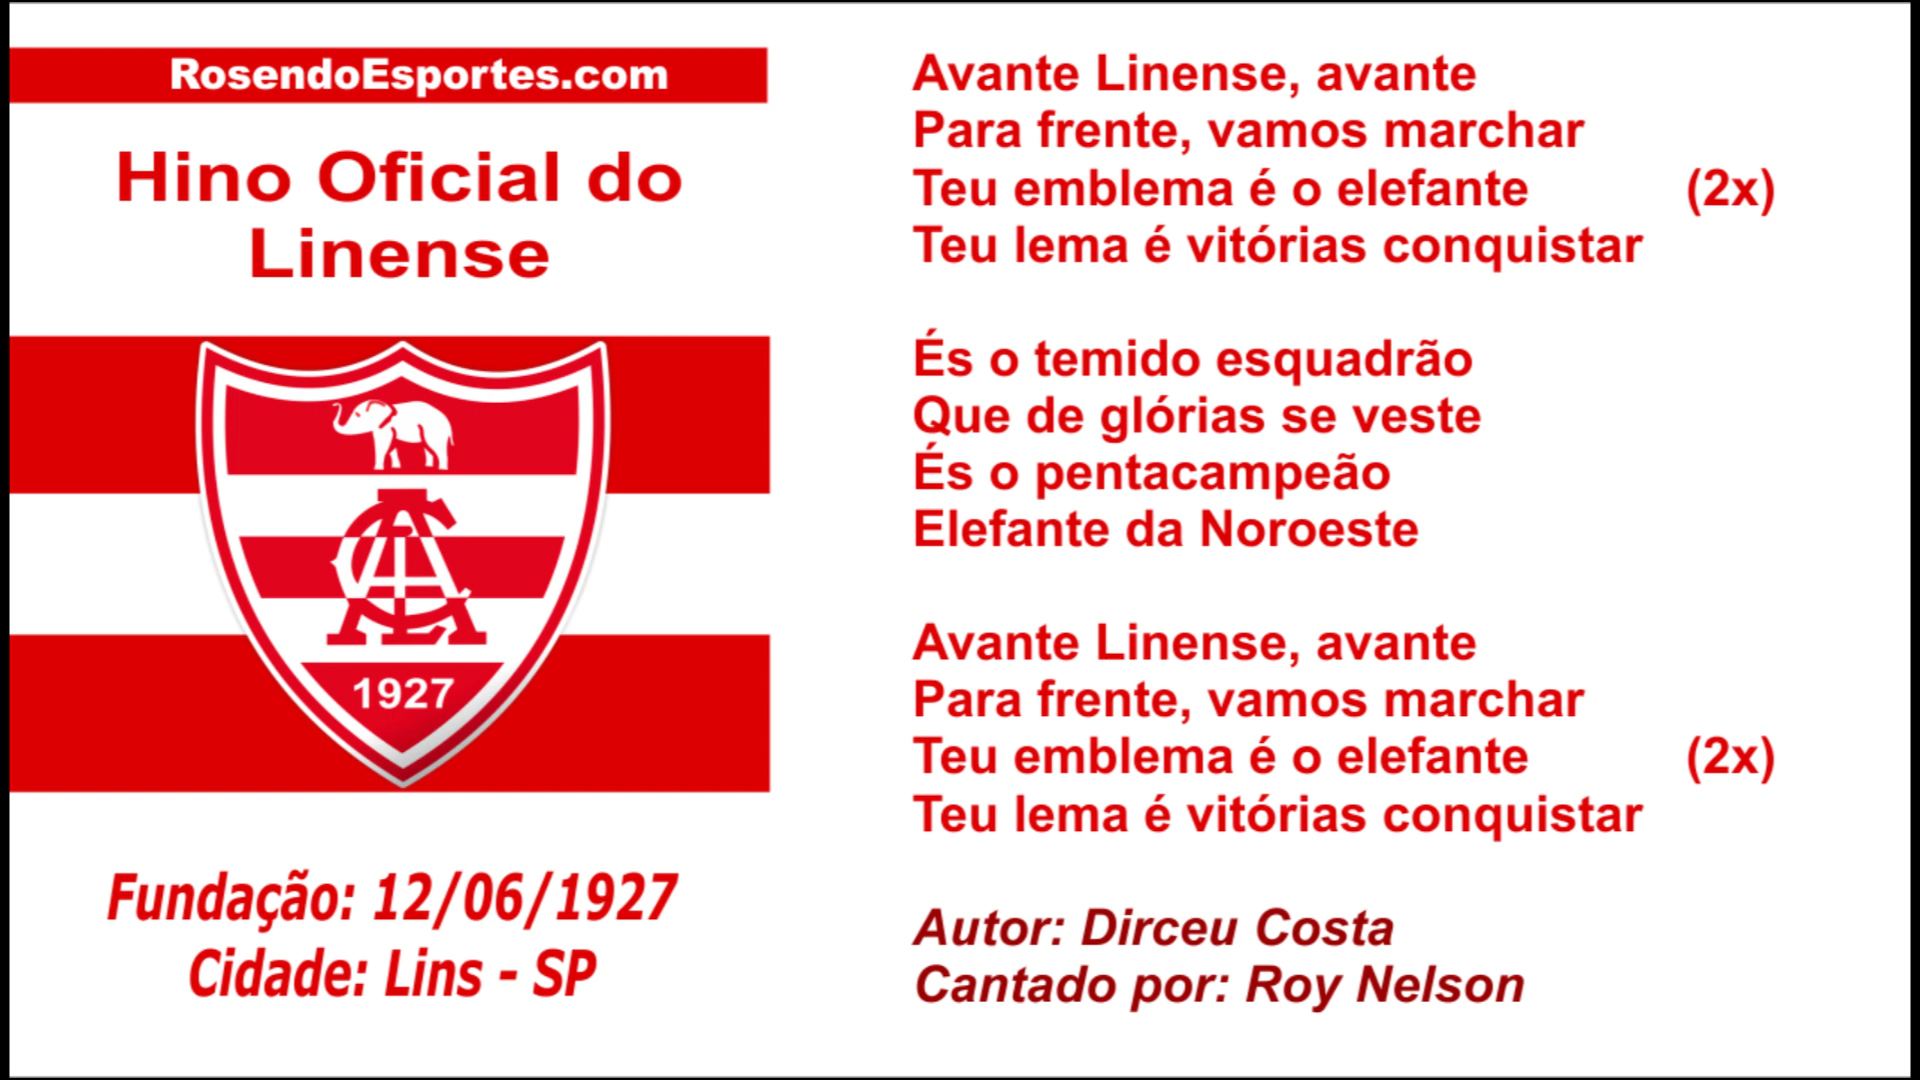 RosendoEsportes.com
Hino Oficial do
Linense
CAL
1927
Fundação: 12/06/1927
Cidade: Lins - SP
Avante Linense, avante
Para frente, vamos marchar
Teu emblema é o elefante (2x)
Teu lema é vitórias conquistar
És o temido esquadrão
Que de glórias se veste
És o pentacampeão
Elefante da Noroeste
Avante Linense, avante
Para frente, vamos marchar
Teu emblema é o elefante (2x)
Teu lema é vitórias conquistar
Autor: Dirceu Costa
Cantado por: Roy Nelson